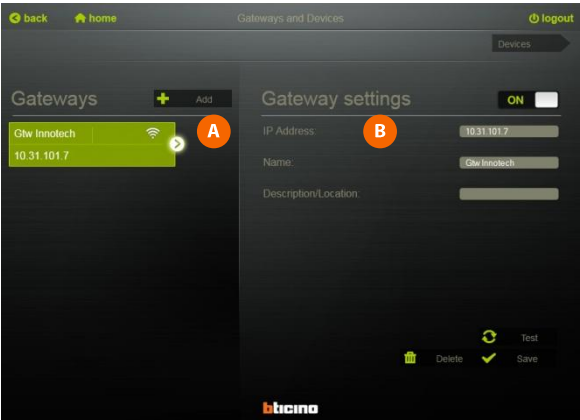 back home Gateways and Devices logout
Devices
Gateways Add Gateway settings ON
Gtw Innotech A IP Address: B 10.31.101.7
10.31.101.7 Name: Gtw Innotech
Description/Location:
Test
Delete Save
bticino